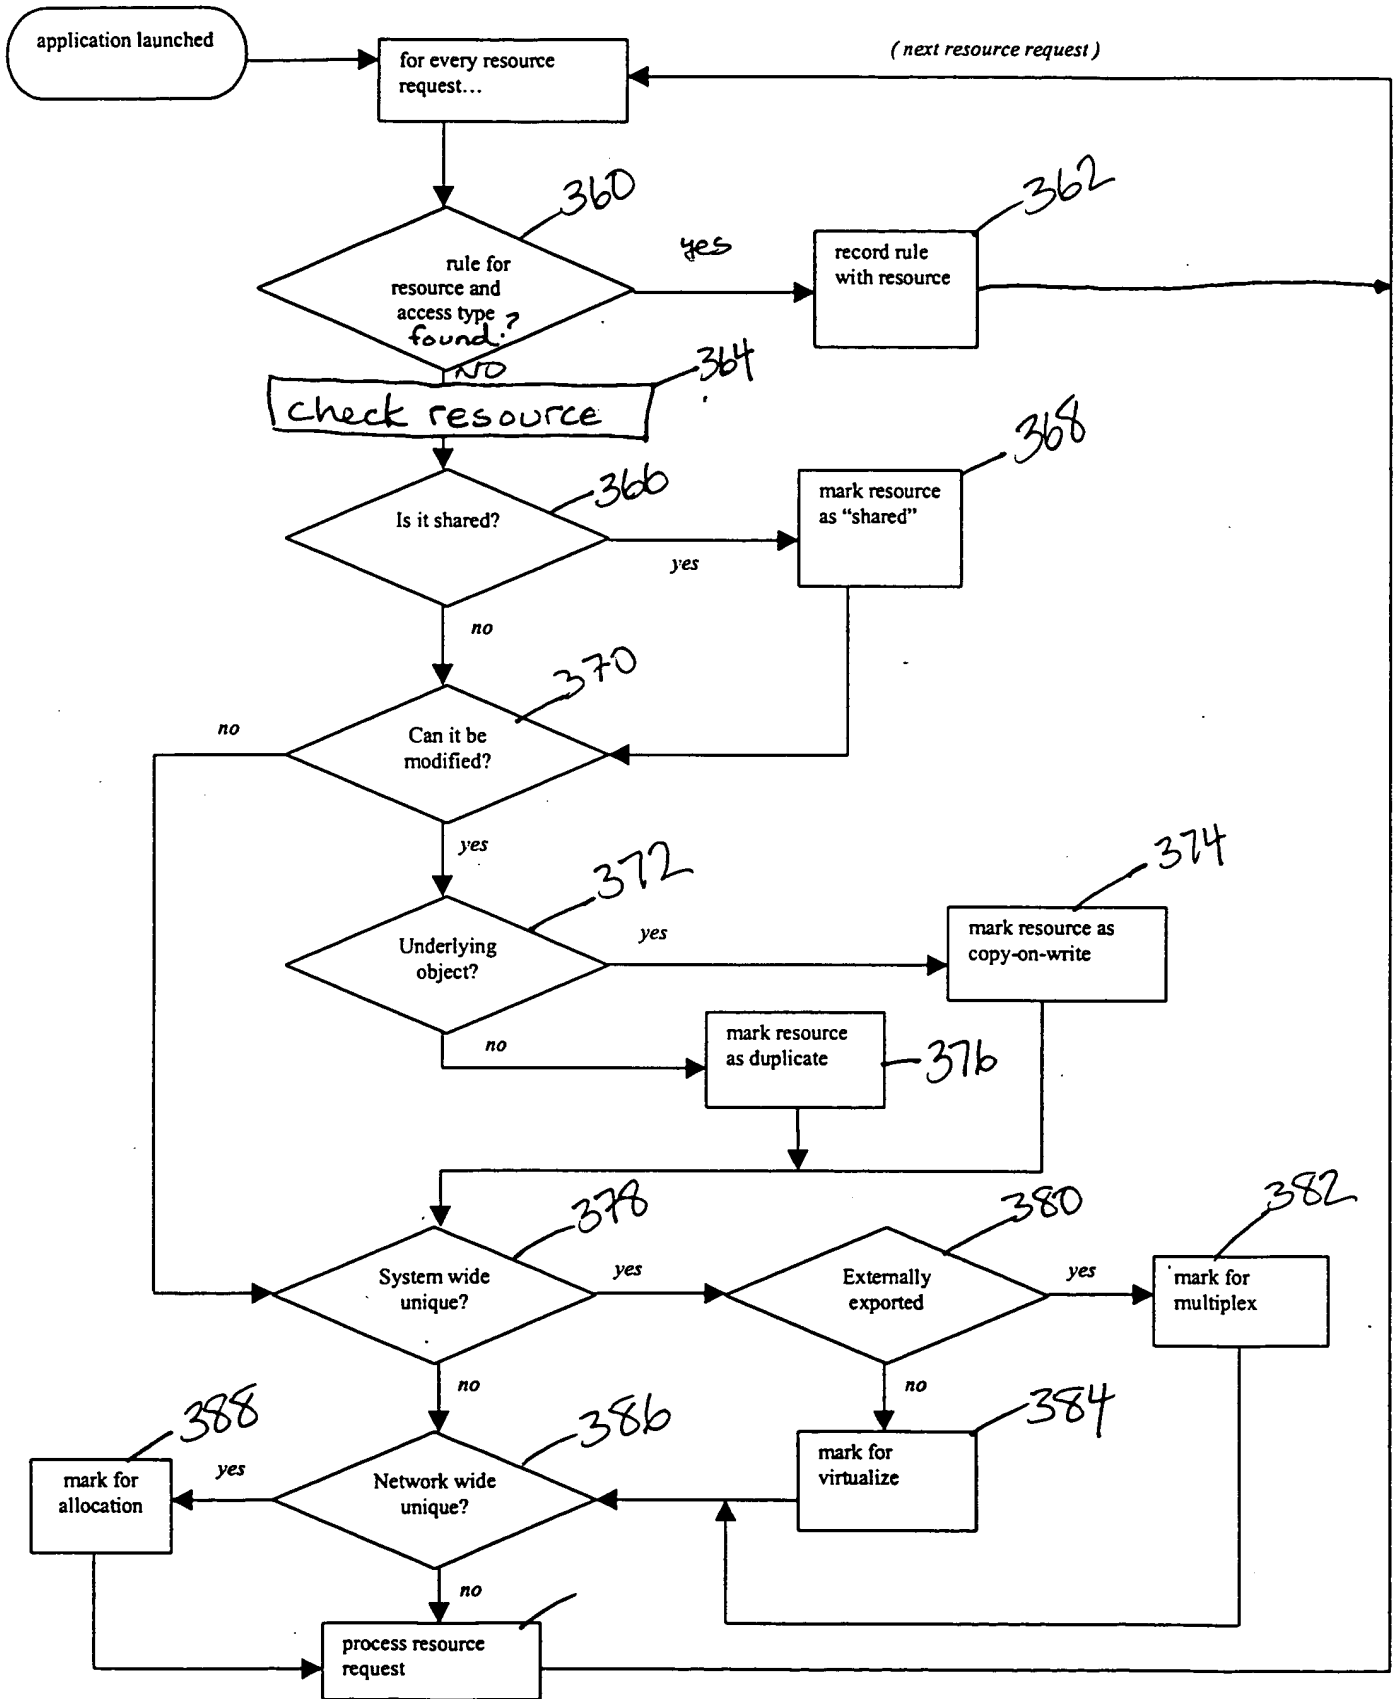 application launched
for every resource
request...
( next resource request )
360
362
rule for
resource and
access type
found?
yes
record rule
with resource
NO
364
check resource
366
368
Is it shared?
yes
mark resource
as “shared”
no
370
no
Can it be
modified?
yes
372
374
Underlying
object?
yes
mark resource as
copy-on-write
no
mark resource
as duplicate
376
378
380
382
System wide
unique?
yes
Externally
exported
yes
mark for
multiplex
no
no
384
388
386
mark for
virtualize
mark for
allocation
yes
Network wide
unique?
no
process resource
request